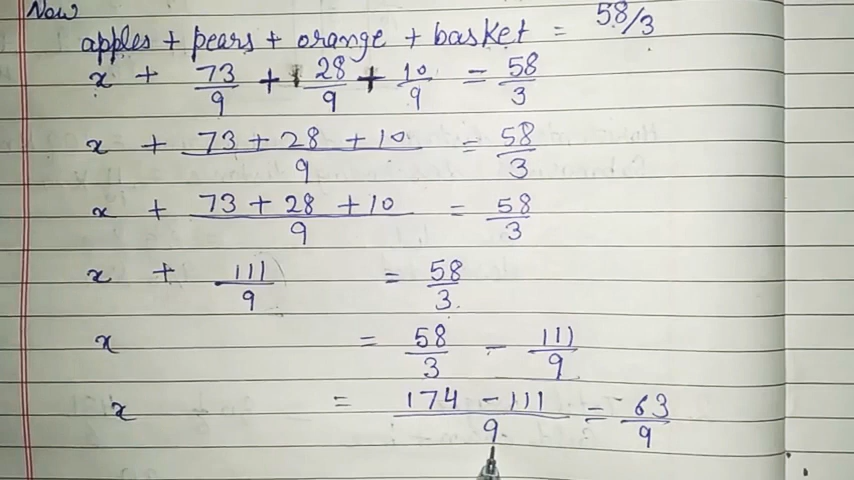 Now
apples + pears + orange + basket = 58/3
x + 73/9 + 28/9 + 10/9 = 58/3
x + 73 + 28 + 10/9 = 58/3
x + 73 + 28 + 10/9 = 58/3
x + 111/9 = 58/3
x = 58/3 - 111/9
x = 174 - 111/9 = 63/9